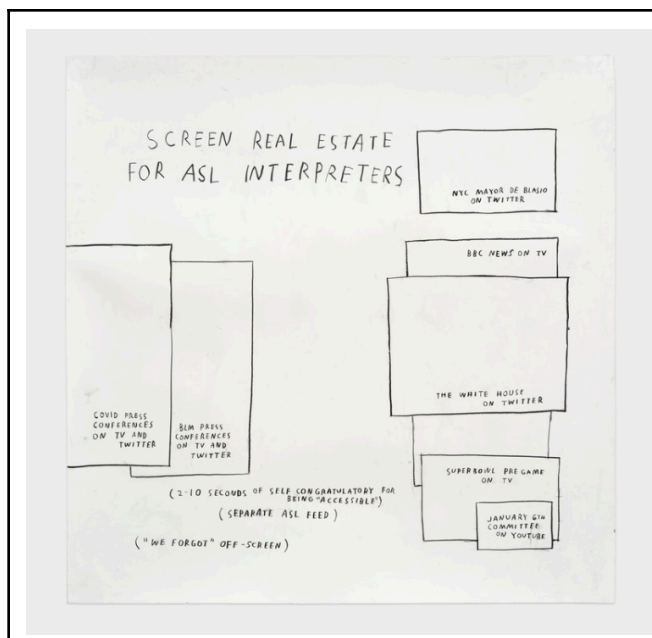 SCREEN REAL ESTATE
FOR ASL INTERPRETERS
NYC MAYOR DE BLASIO
ON TWITTER
BBC NEWS ON TV
THE WHITE HOUSE
ON TWITTER
COVID PRESS
CONFERENCES
ON TV AND
TWITTER
BLM PRESS
CONFERENCES
ON TV AND
TWITTER
SUPERBOWL PREGAME
ON TV
JANUARY 6TH
COMMITTEE
ON YOUTUBE
(2-10 SECONDS OF SELF CONGRATULATORY FOR
BEING "ACCESSIBLE")
(SEPARATE ASL FEED)
("WE FORGOT" OFF-SCREEN)